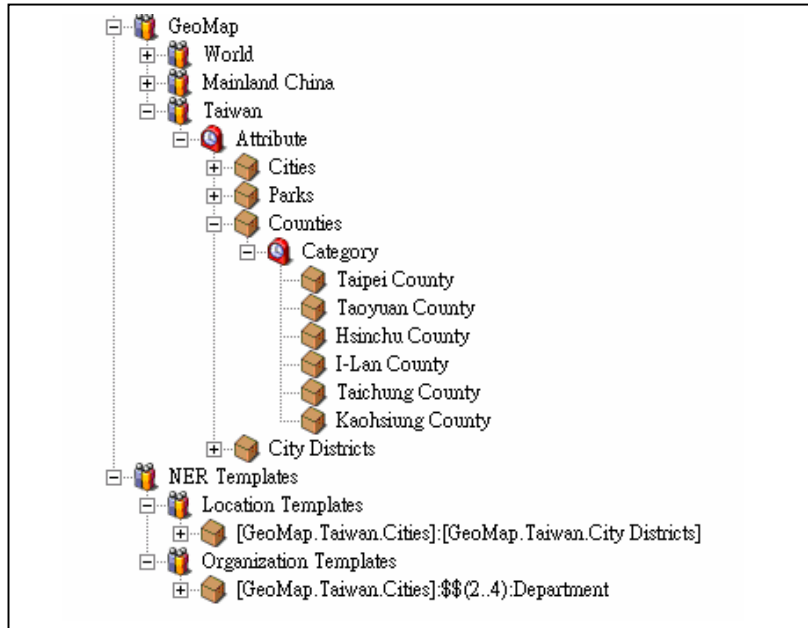 GeoMap
World
Mainland China
Taiwan
Attribute
Cities
Parks
Counties
Category
Taipei County
Taoyuan County
Hsinchu County
I-Lan County
Taichung County
Kaohsiung County
City Districts
NER Templates
Location Templates
[GeoMap.Taiwan.Cities]:[GeoMap.Taiwan.City Districts]
Organization Templates
[GeoMap.Taiwan.Cities]:$$(2..4):Department